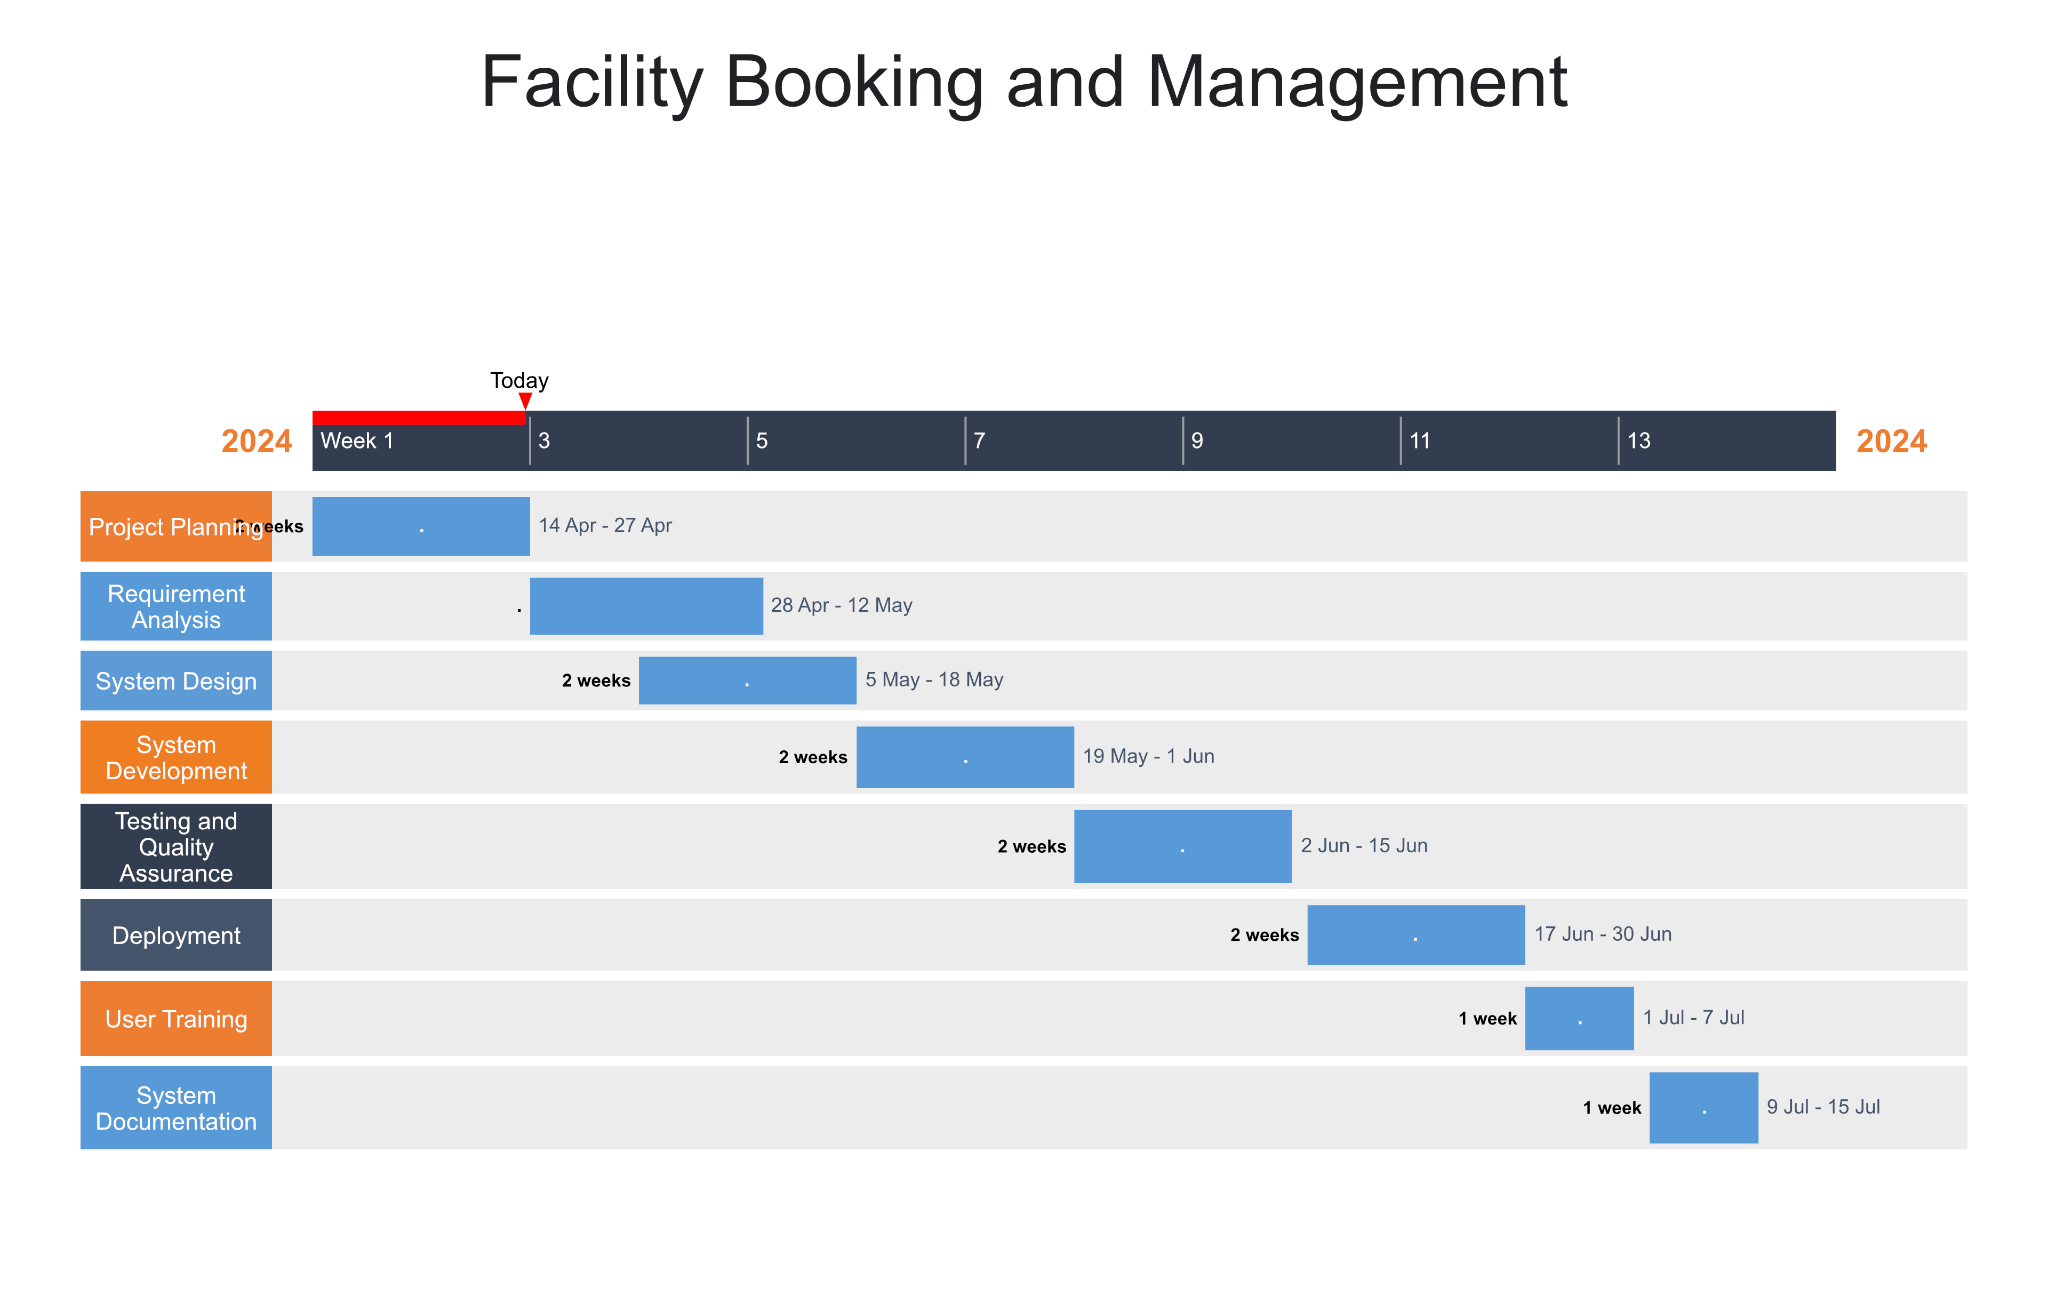 Facility Booking and Management
Today
2024
Week 1
3
5
7
9
11
13
2024
Project Planning
2 weeks
.
14 Apr - 27 Apr
Requirement
Analysis
.
28 Apr - 12 May
System Design
2 weeks
.
5 May - 18 May
System
Development
2 weeks
.
19 May - 1 Jun
Testing and
Quality
Assurance
2 weeks
.
2 Jun - 15 Jun
Deployment
2 weeks
.
17 Jun - 30 Jun
User Training
1 week
.
1 Jul - 7 Jul
System
Documentation
1 week
.
9 Jul - 15 Jul